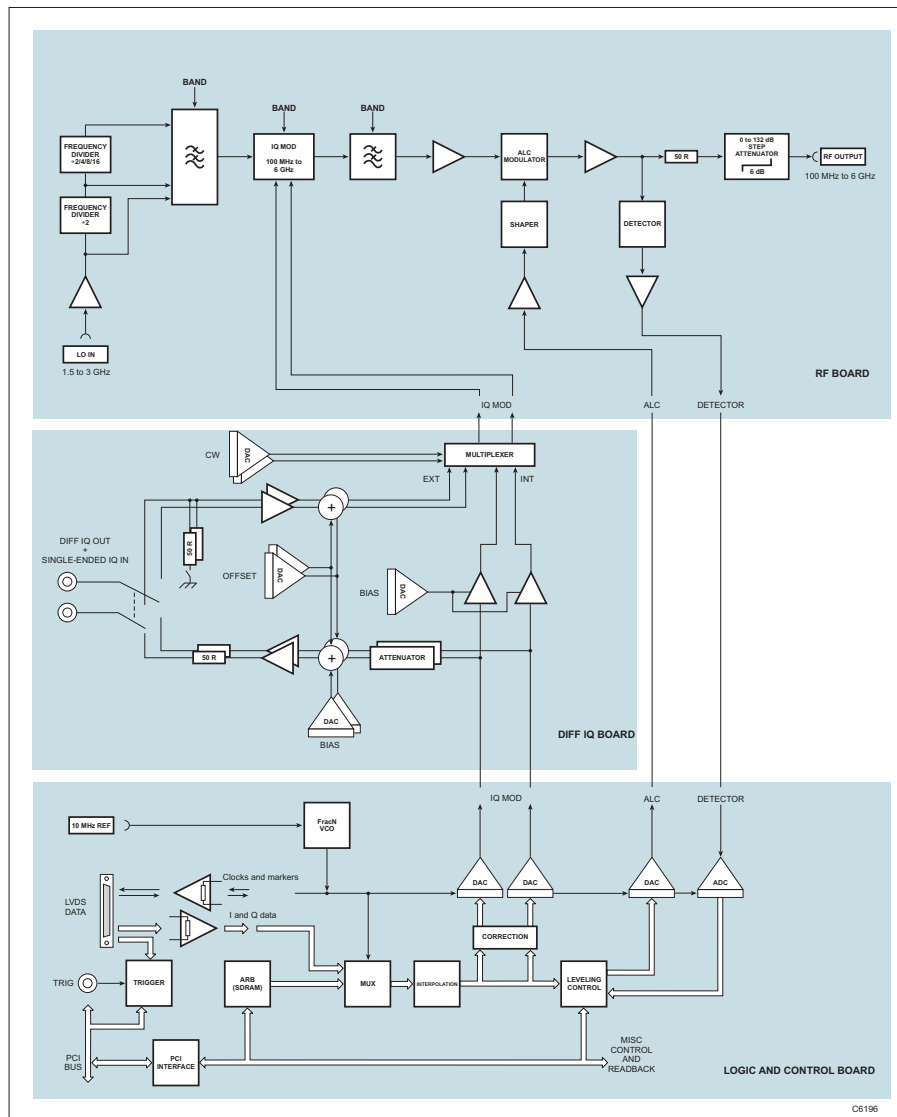 BAND
BAND
BAND
FREQUENCY
DIVIDER
÷2/4/8/16
IQ MOD
100 MHz to
6 GHz
ALC
MODULATOR
50 R
0 to 132 dB
STEP
ATTENUATOR
6 dB
RF OUTPUT
100 MHz to 6 GHz
FREQUENCY
DIVIDER
÷2
SHAPER
DETECTOR
LO IN
1.5 to 3 GHz
RF BOARD
IQ MOD
ALC
DETECTOR
CW
DAC
MULTIPLEXER
EXT
INT
DIFF IQ OUT
+
SINGLE-ENDED IQ IN
50 R
+
OFFSET
DAC
BIAS
DAC
50 R
+
ATTENUATOR
DAC
BIAS
DIFF IQ BOARD
IQ MOD
ALC
DETECTOR
10 MHz REF
FracN
VCO
LVDS
DATA
Clocks and markers
DAC
DAC
DAC
ADC
I and Q data
CORRECTION
TRIG
TRIGGER
ARB
(SDRAM)
MUX
INTERPOLATION
LEVELING
CONTROL
PCI
BUS
PCI
INTERFACE
MISC
CONTROL
AND
READBACK
LOGIC AND CONTROL BOARD
C6196